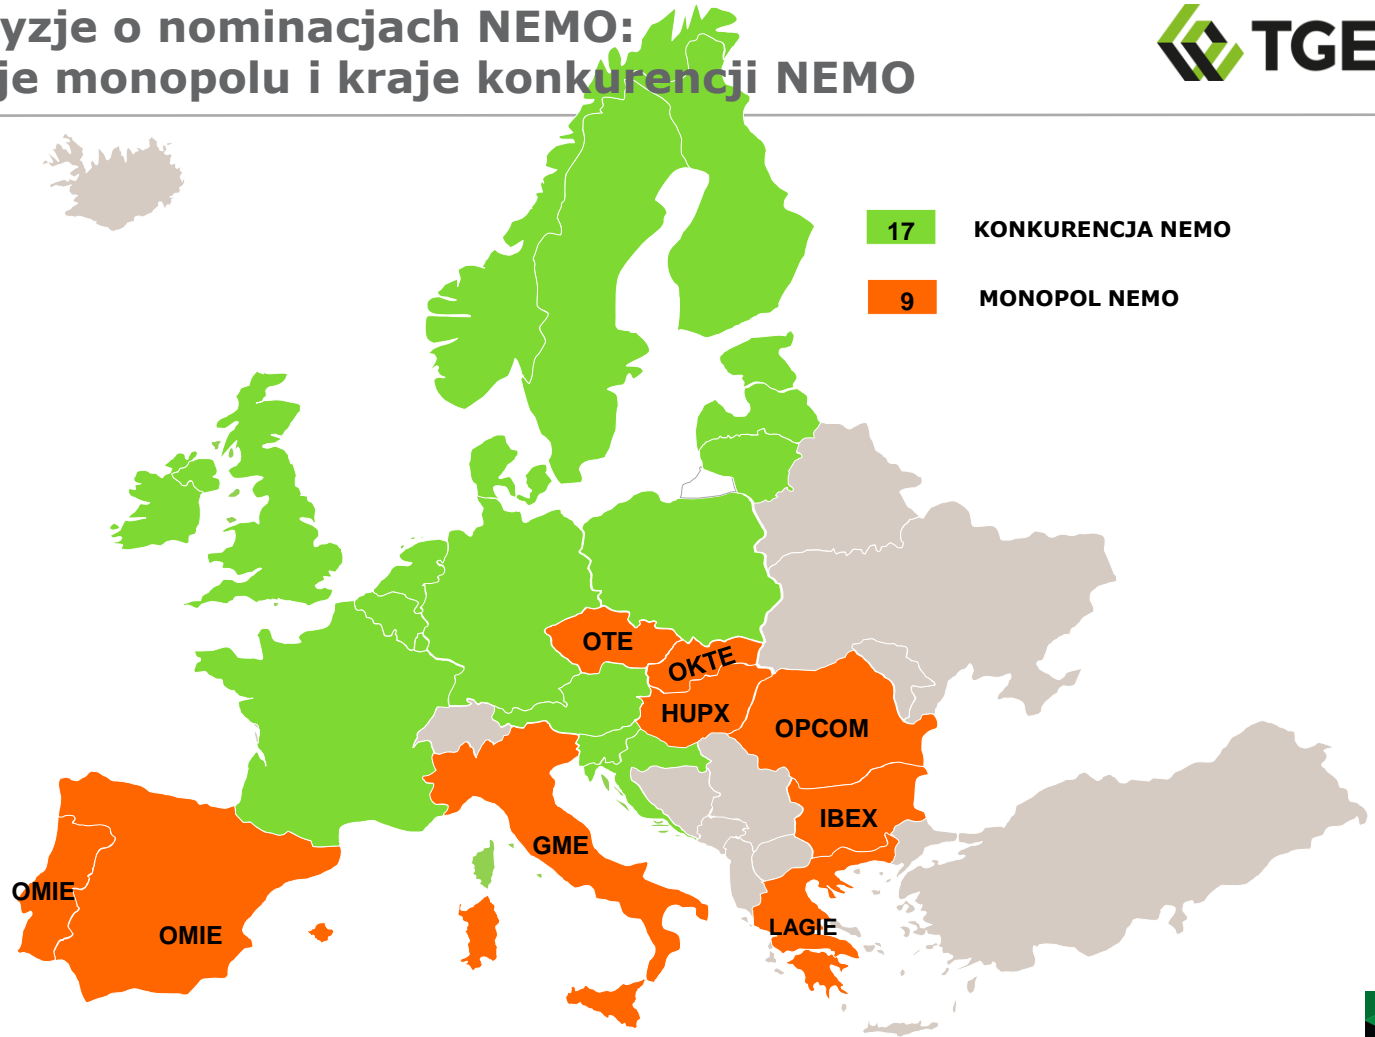 yzje o nominacjach NEMO:
je monopolu i kraje konkurencji NEMO
TGE
17 KONKURENCJA NEMO
9 MONOPOL NEMO
OTE
OKTE
HUPX
OPCOM
IBEX
GME
OMIE
OMIE
LAGIE